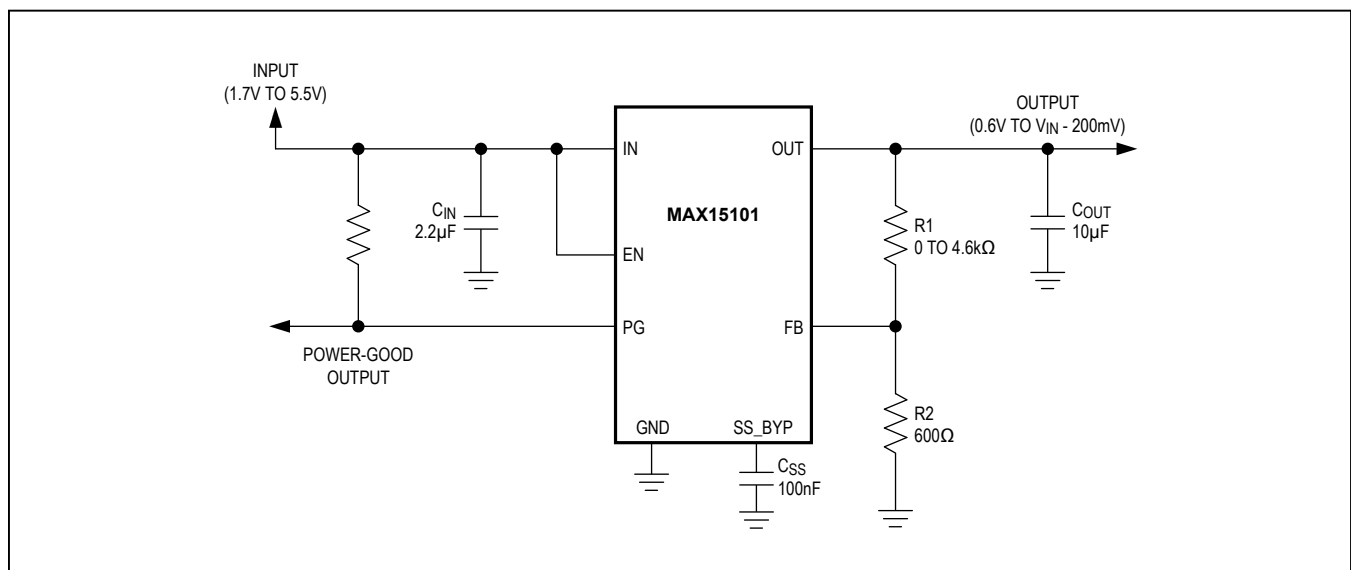 INPUT
(1.7V TO 5.5V)
OUTPUT
(0.6V TO VIN - 200mV)
IN
OUT
MAX15101
CIN
2.2µF
COUT
10µF
R1
0 TO 4.6kΩ
EN
PG
FB
POWER-GOOD
OUTPUT
R2
600Ω
GND
SS_BYP
CSS
100nF